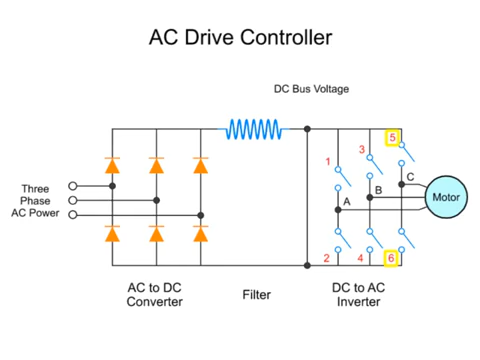 AC Drive Controller
DC Bus Voltage
5
3
1
Three
Phase
AC Power
C
B
A
Motor
2
4
6
AC to DC
Converter
Filter
DC to AC
Inverter